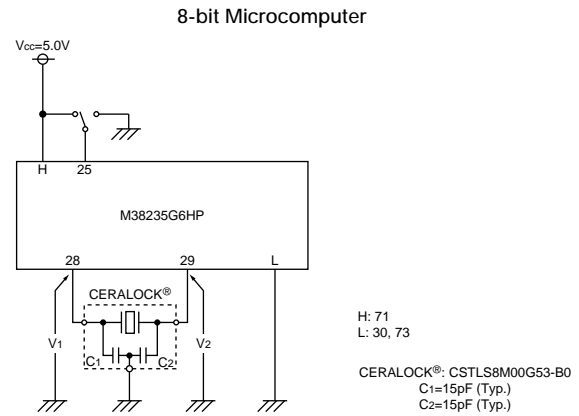 8-bit Microcomputer
Vcc=5.0V
H 25
M38235G6HP
28 29 L
CERALOCK®
V1 V2
C1 C2
H: 71
L: 30, 73
CERALOCK®: CSTLS8M00G53-B0
C1=15pF (Typ.)
C2=15pF (Typ.)